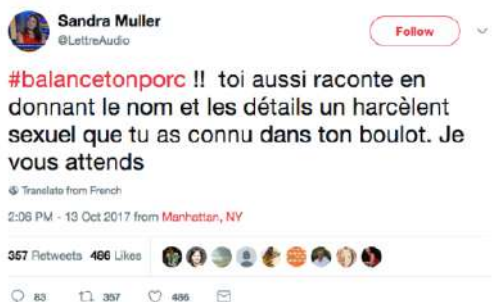 Sandra Muller
@LettreAudio
Follow
#balancetonporc !! toi aussi raconte en
donnant le nom et les détails un harcèlent
sexuel que tu as connu dans ton boulot. Je
vous attends
Translate from French
2:06 PM - 13 Oct 2017 from Manhattan, NY
357 Retweets 486 Likes
83 357 486